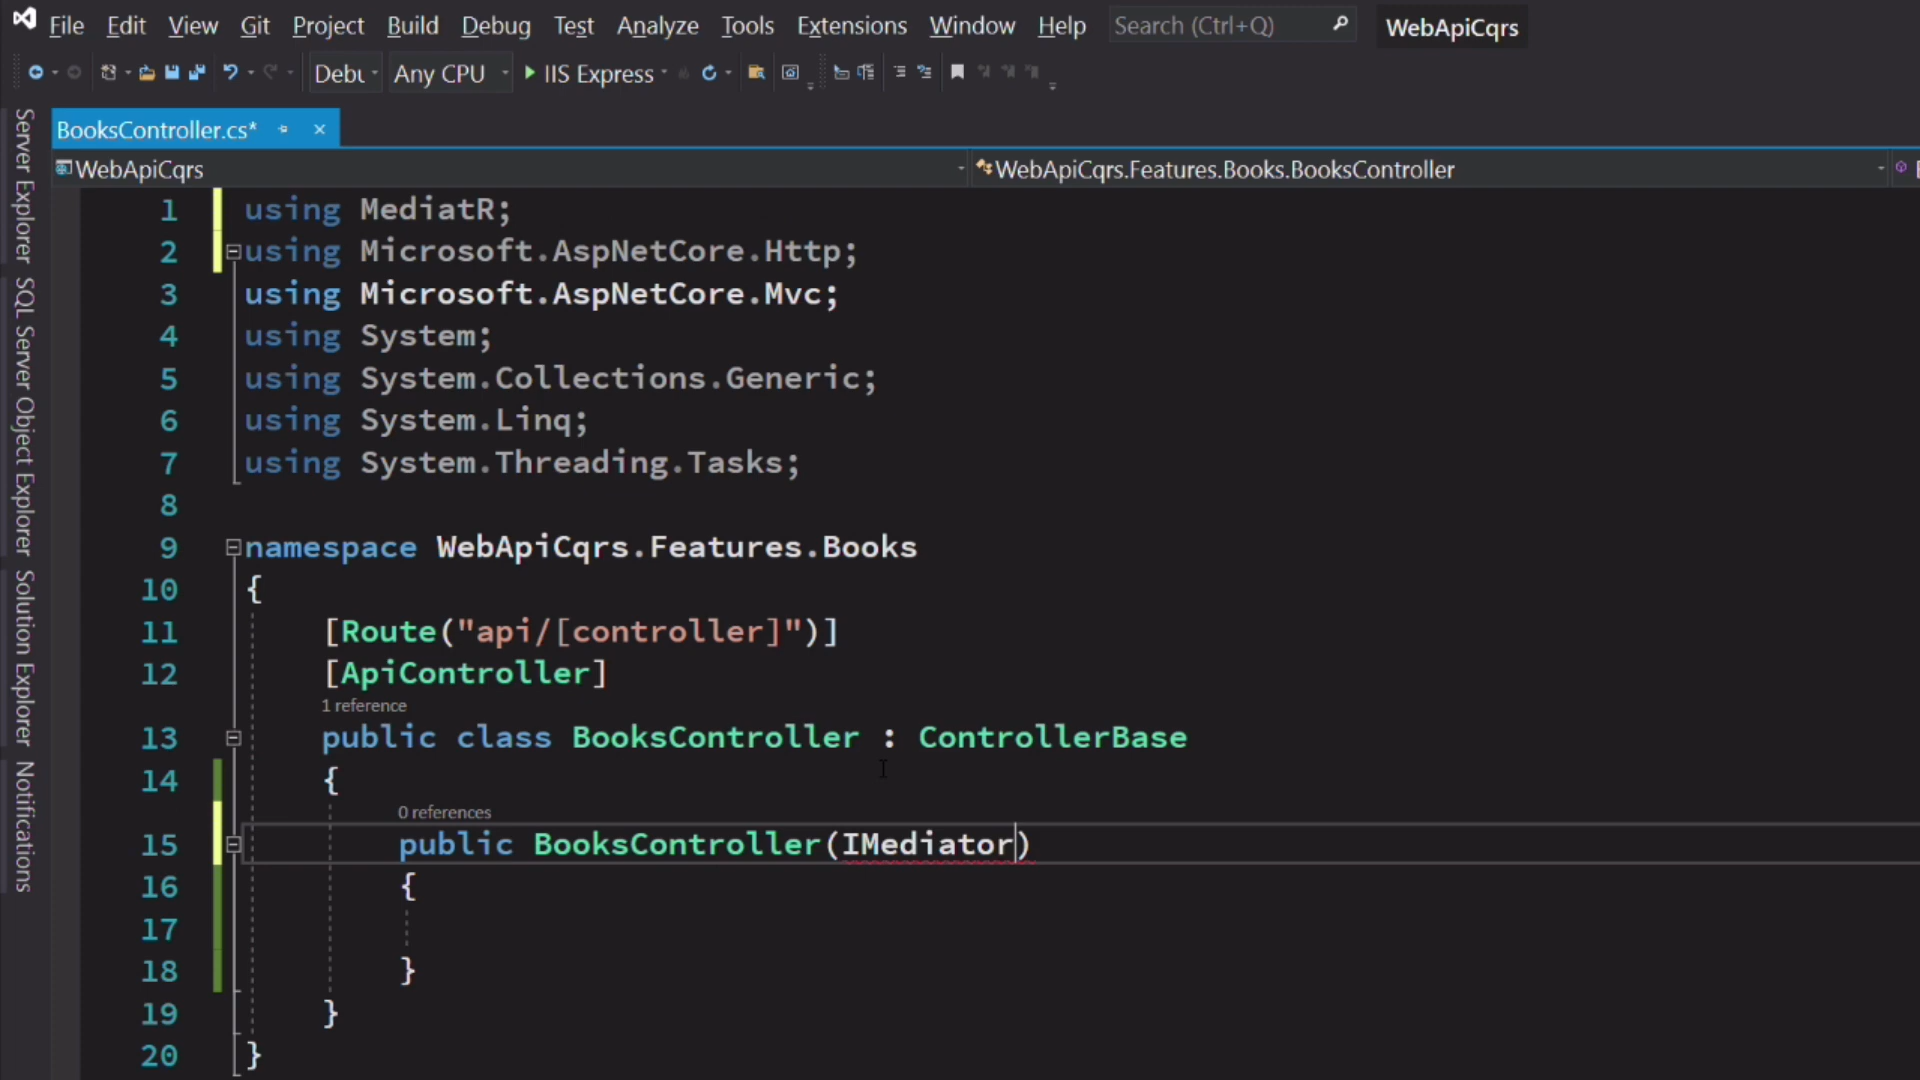 File Edit View Git Project Build Debug Test Analyze Tools Extensions Window Help Search (Ctrl+Q) WebApiCqrs
Debu Any CPU IIS Express
BooksController.cs*
WebApiCqrs WebApiCqrs.Features.Books.BooksController
Server Explorer
SQL Server Object Explorer
Solution Explorer
Notifications
1 using MediatR;
2 using Microsoft.AspNetCore.Http;
3 using Microsoft.AspNetCore.Mvc;
4 using System;
5 using System.Collections.Generic;
6 using System.Linq;
7 using System.Threading.Tasks;
8
9 namespace WebApiCqrs.Features.Books
10 {
11 [Route("api/[controller]")]
12 [ApiController]
1 reference
13 public class BooksController : ControllerBase
14 {
0 references
15 public BooksController(IMediator)
16 {
17
18 }
19 }
20 }